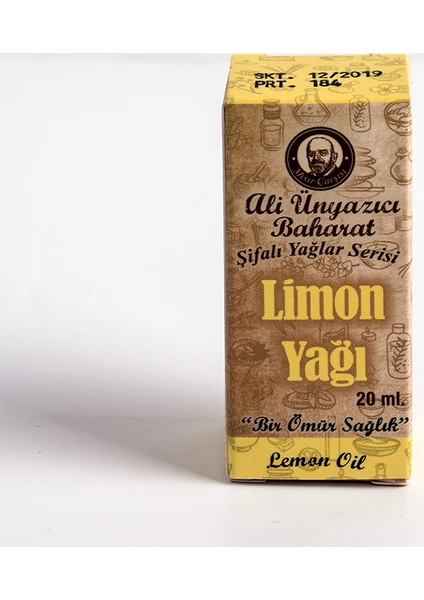 SKT. 12/2019
PRT. 184
Mısır Çarşısı
Ali Ünyazıcı
Baharat
Şifalı Yağlar Serisi
Limon
Yağı
20 ml.
"Bir Ömür Sağlık"
Lemon Oil